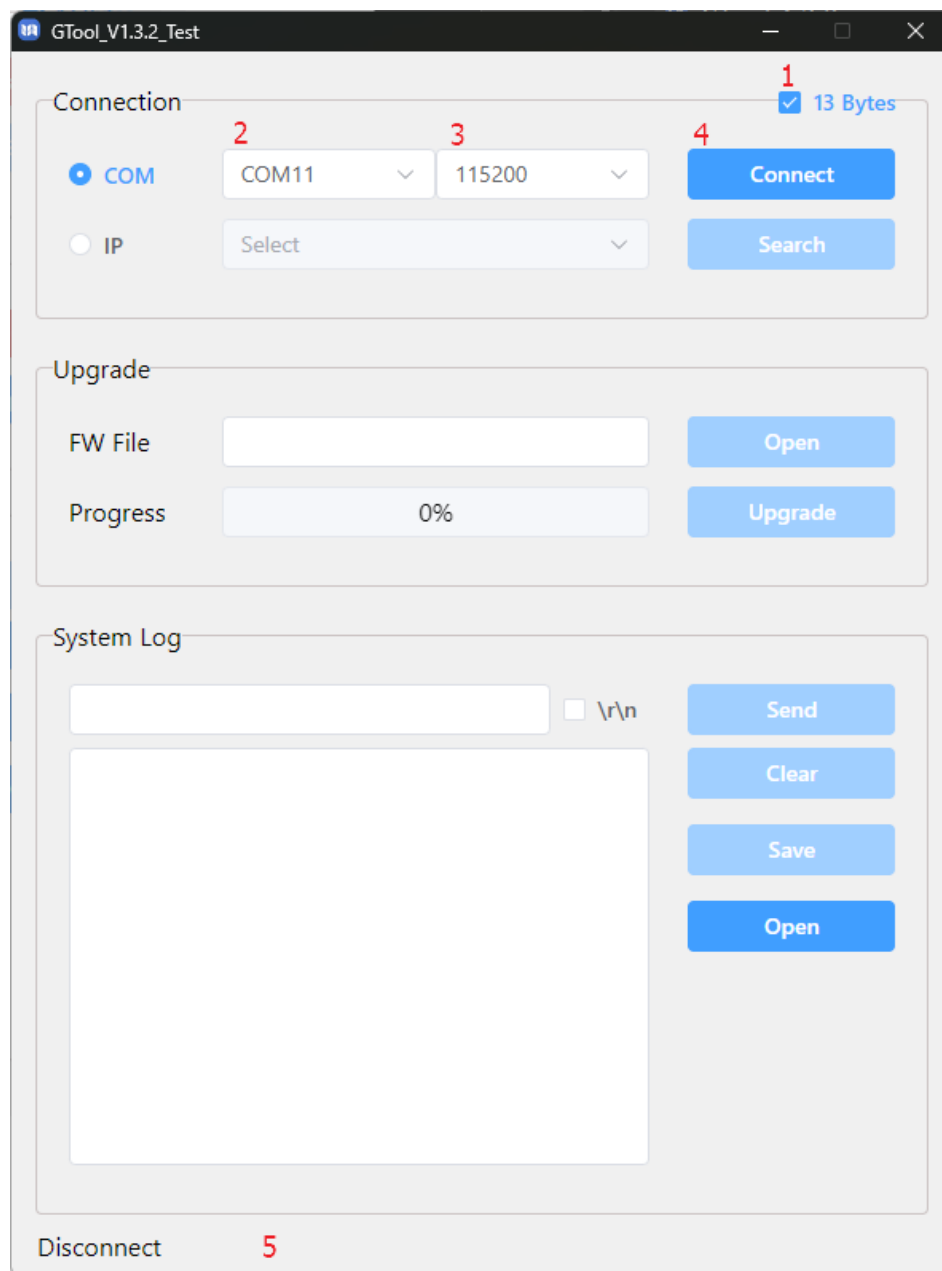 GTool_V1.3.2_Test
1
Connection
13 Bytes
2 3 4
COM COM11 115200 Connect
IP Select Search
Upgrade
FW File Open
Progress 0% Upgrade
System Log
\r\n Send
Clear
Save
Open
Disconnect 5